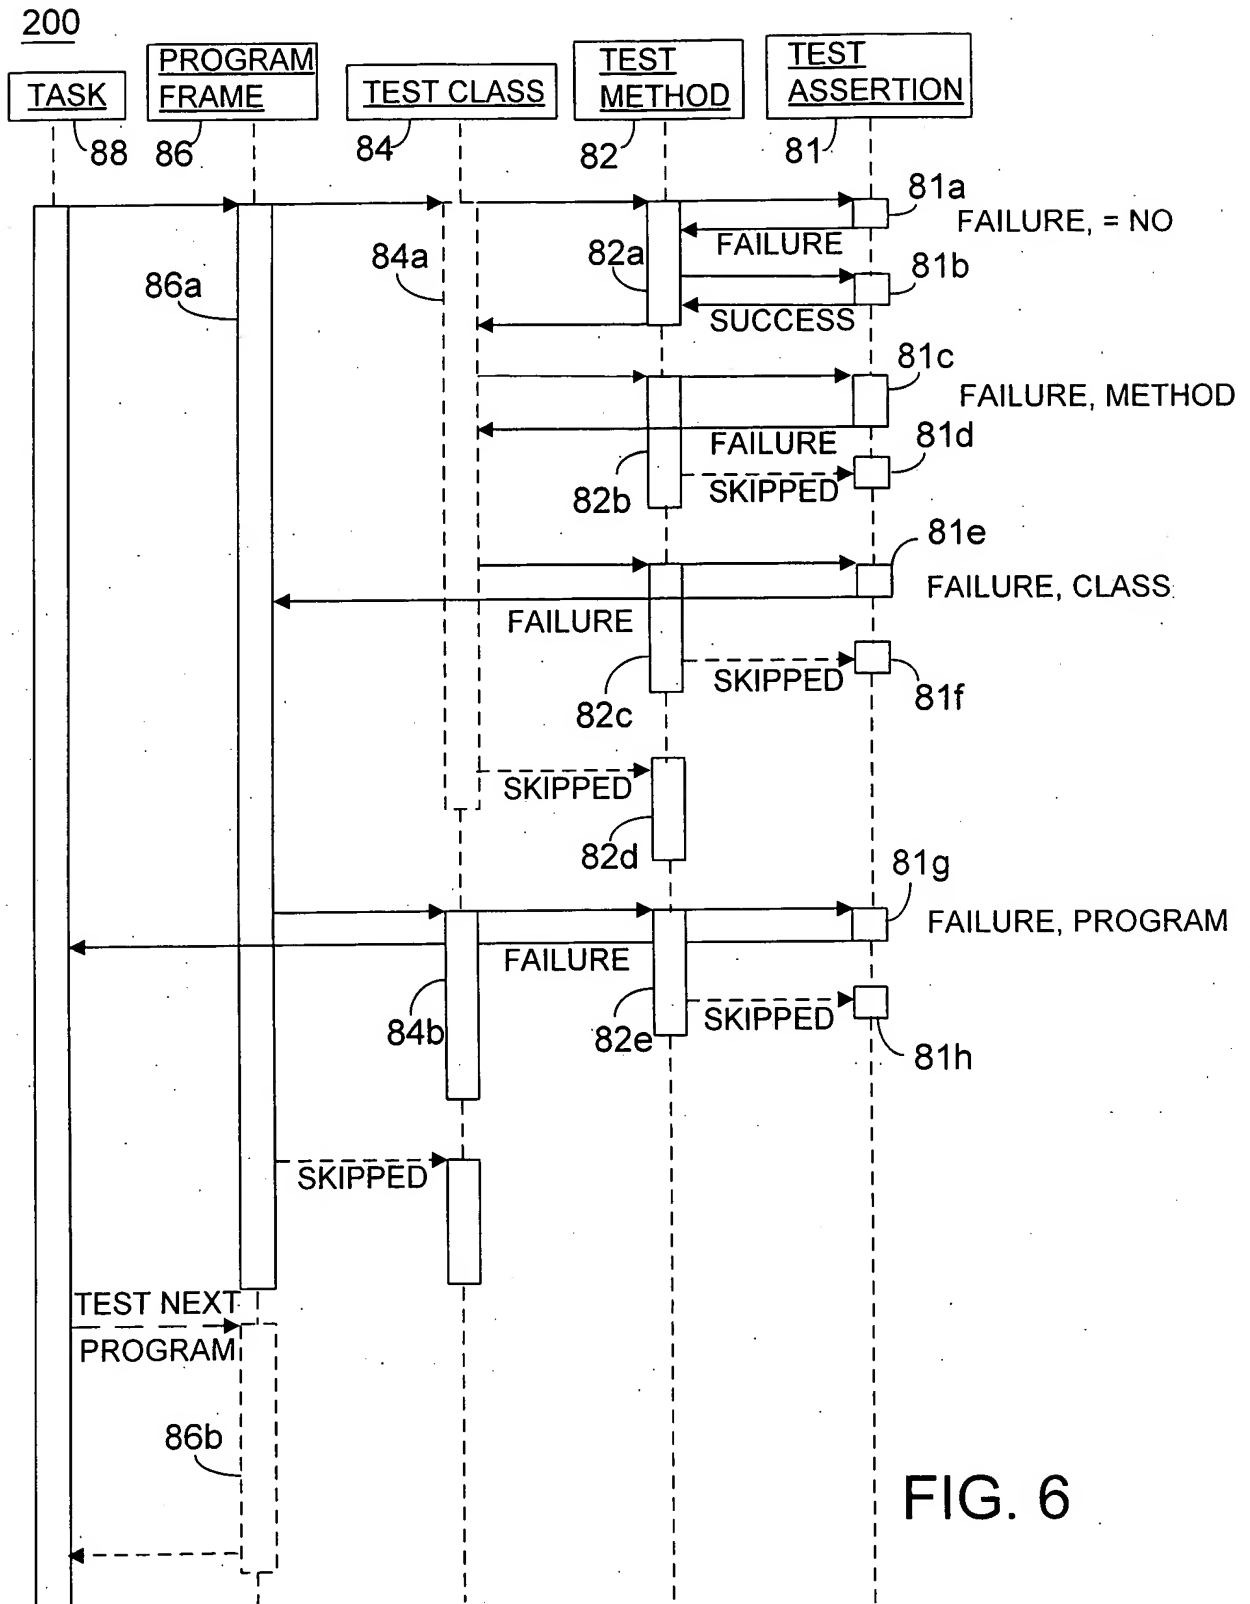 200
TASK
PROGRAM
FRAME
TEST CLASS
TEST
METHOD
TEST
ASSERTION
88
86
84
82
81
81a
FAILURE, = NO
FAILURE
84a
82a
86a
81b
SUCCESS
81c
FAILURE, METHOD
FAILURE
81d
82b
SKIPPED
81e
FAILURE, CLASS
FAILURE
SKIPPED
81f
82c
SKIPPED
82d
81g
FAILURE, PROGRAM
FAILURE
SKIPPED
84b
82e
81h
SKIPPED
TEST NEXT
PROGRAM
86b
FIG. 6